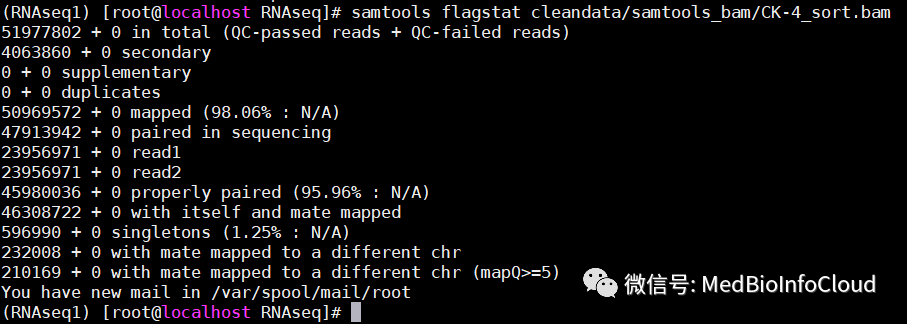 (RNAseq1) [root@localhost RNAseq]# samtools flagstat cleandata/samtools_bam/CK-4_sort.bam
51977802 + 0 in total (QC-passed reads + QC-failed reads)
4063860 + 0 secondary
0 + 0 supplementary
0 + 0 duplicates
50969572 + 0 mapped (98.06% : N/A)
47913942 + 0 paired in sequencing
23956971 + 0 read1
23956971 + 0 read2
45980036 + 0 properly paired (95.96% : N/A)
46308722 + 0 with itself and mate mapped
596990 + 0 singletons (1.25% : N/A)
232008 + 0 with mate mapped to a different chr
210169 + 0 with mate mapped to a different chr (mapQ>=5)
You have new mail in /var/spool/mail/root
(RNAseq1) [root@localhost RNAseq]#
微信号: MedBioInfoCloud